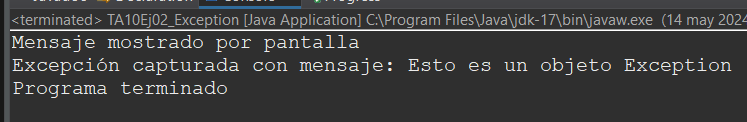 <terminated> TA10Ej02_Exception [Java Application] C:\Program Files\Java\jdk-17\bin\javaw.exe (14 may 2024
Mensaje mostrado por pantalla
Excepción capturada con mensaje: Esto es un objeto Exception
Programa terminado